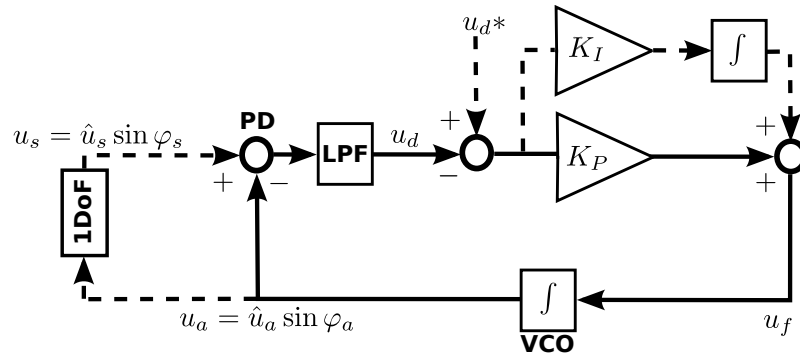 u_d*
K_I
∫
+
PD
u_s = û_s sin φ_s
+
−
LPF
u_d
+
−
K_P
+
+
1DoF
∫
u_a = û_a sin φ_a
VCO
u_f